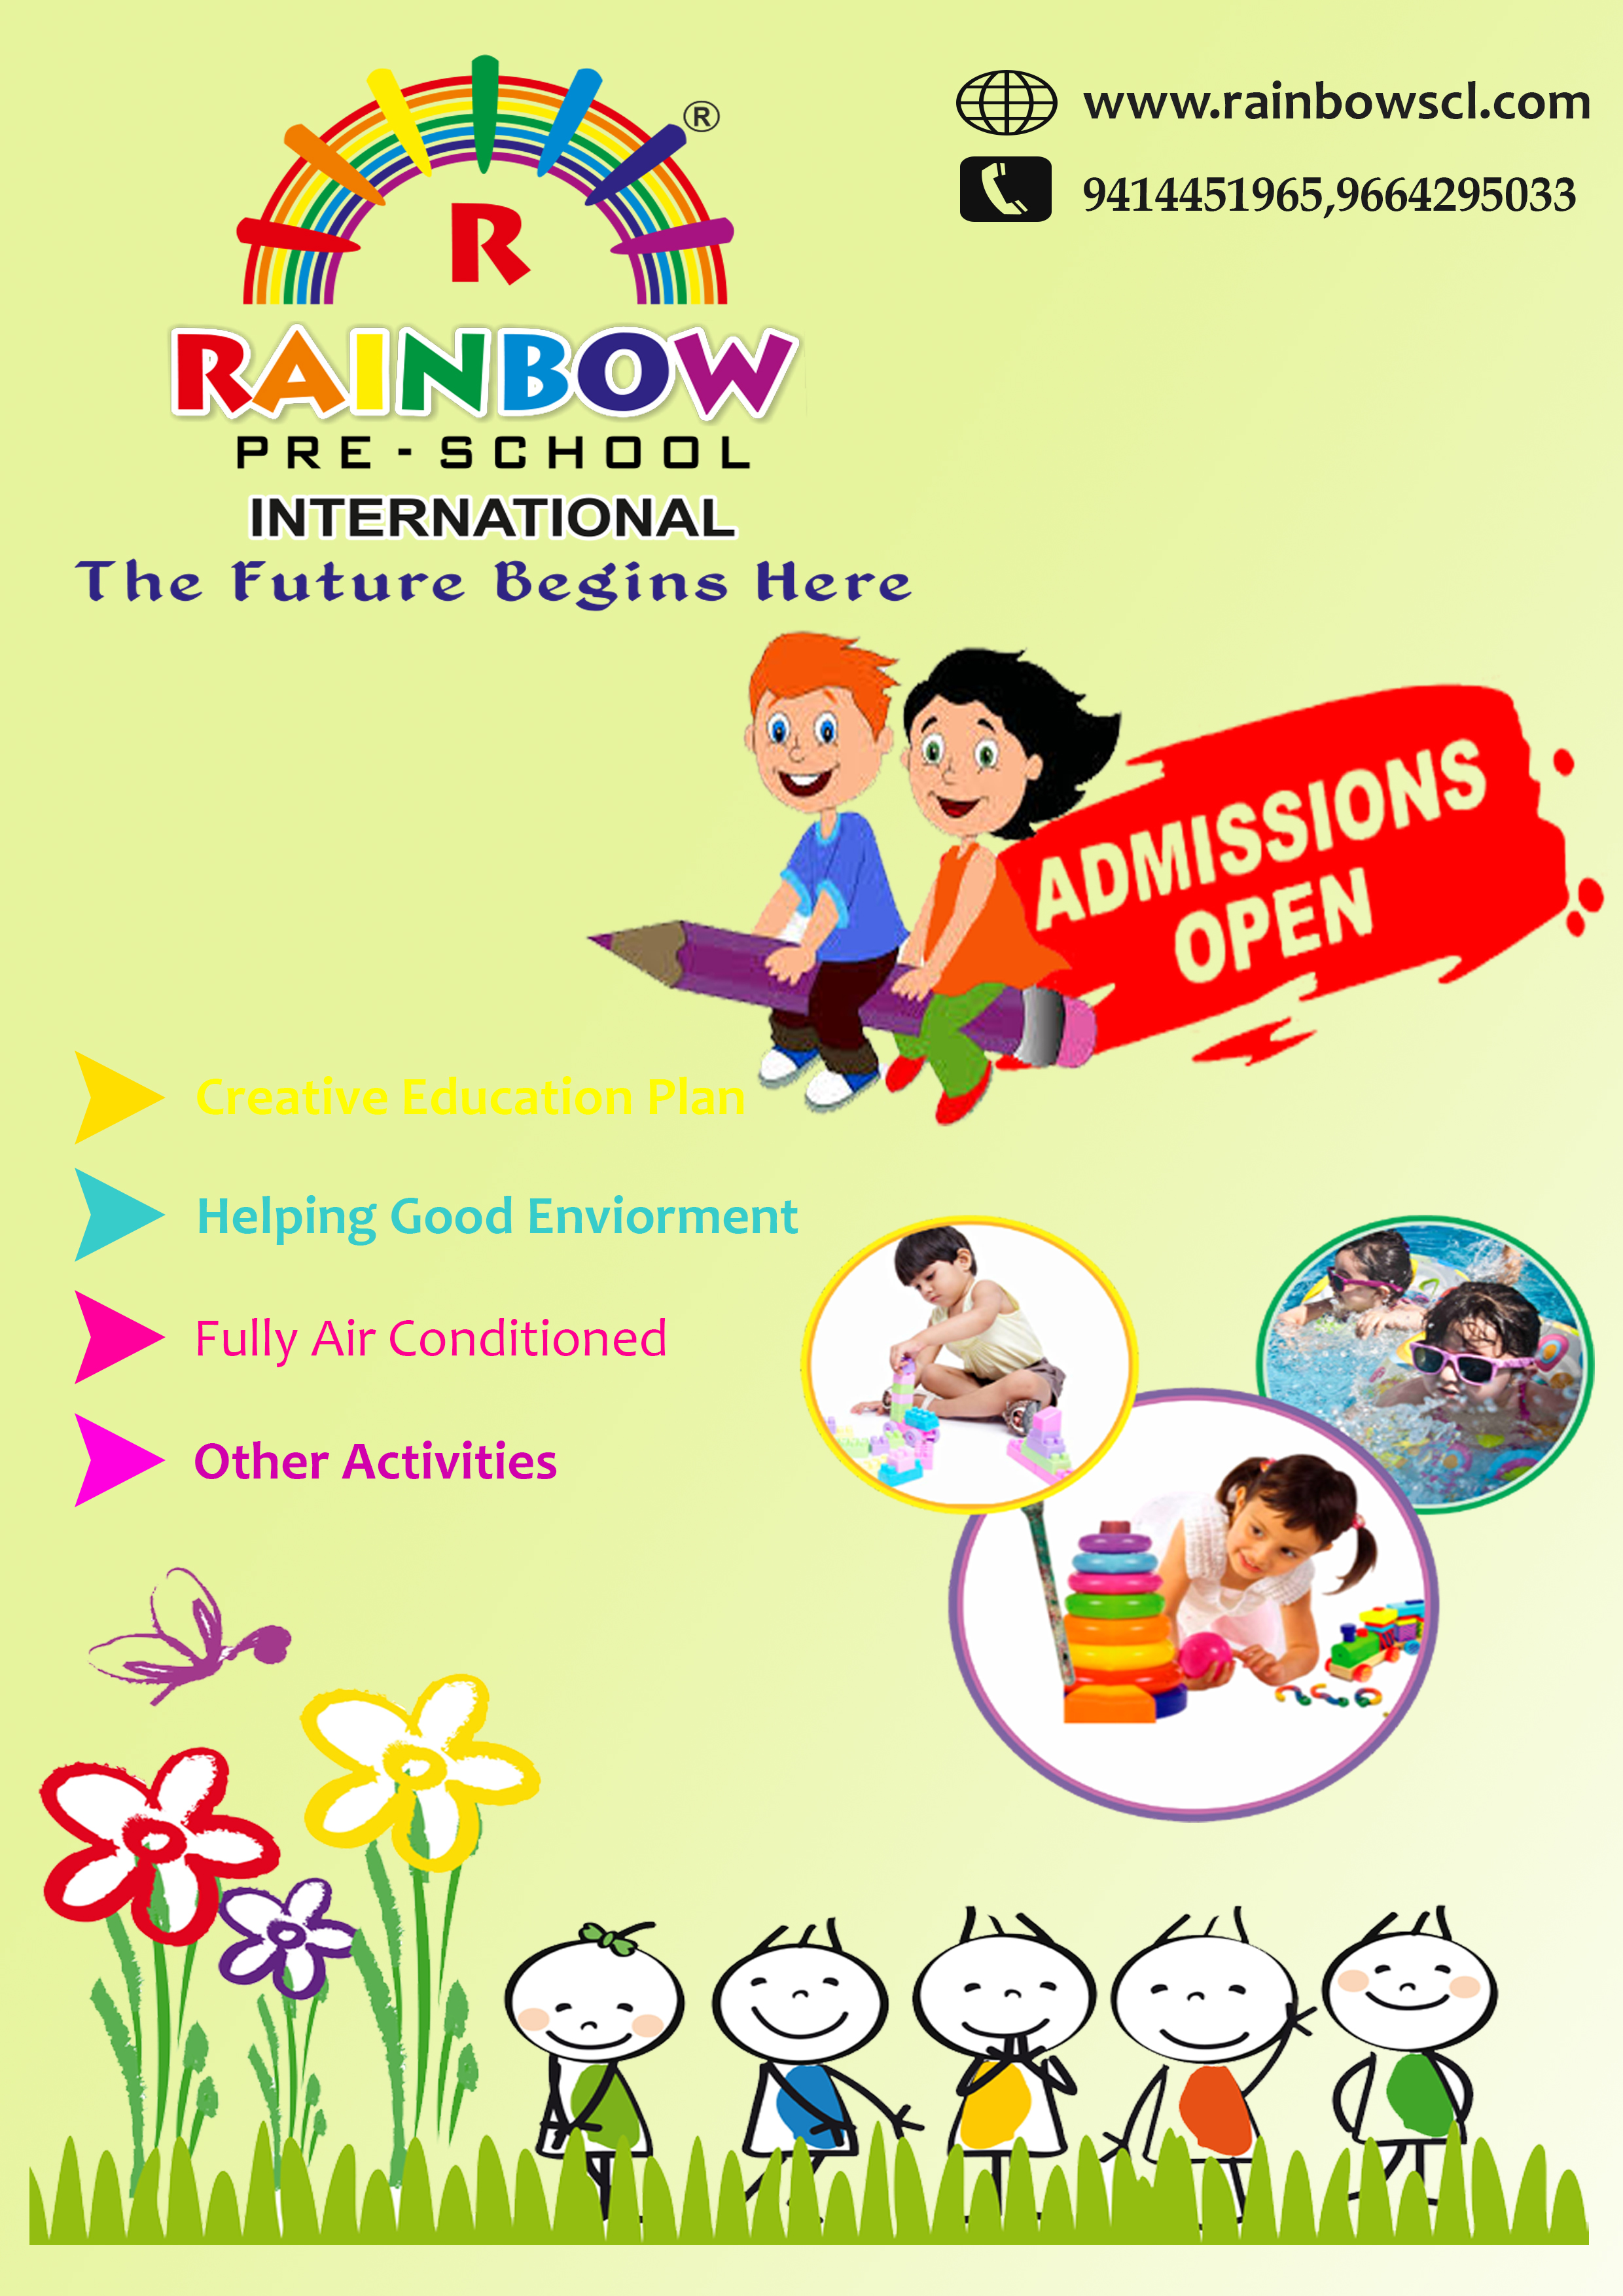 ®
R
RAINBOW
PRE-SCHOOL
INTERNATIONAL
The Future Begins Here
www.rainbowscl.com
9414451965,9664295033
ADMISSIONS
OPEN
Creative Education Plan
Helping Good Enviorment
Fully Air Conditioned
Other Activities